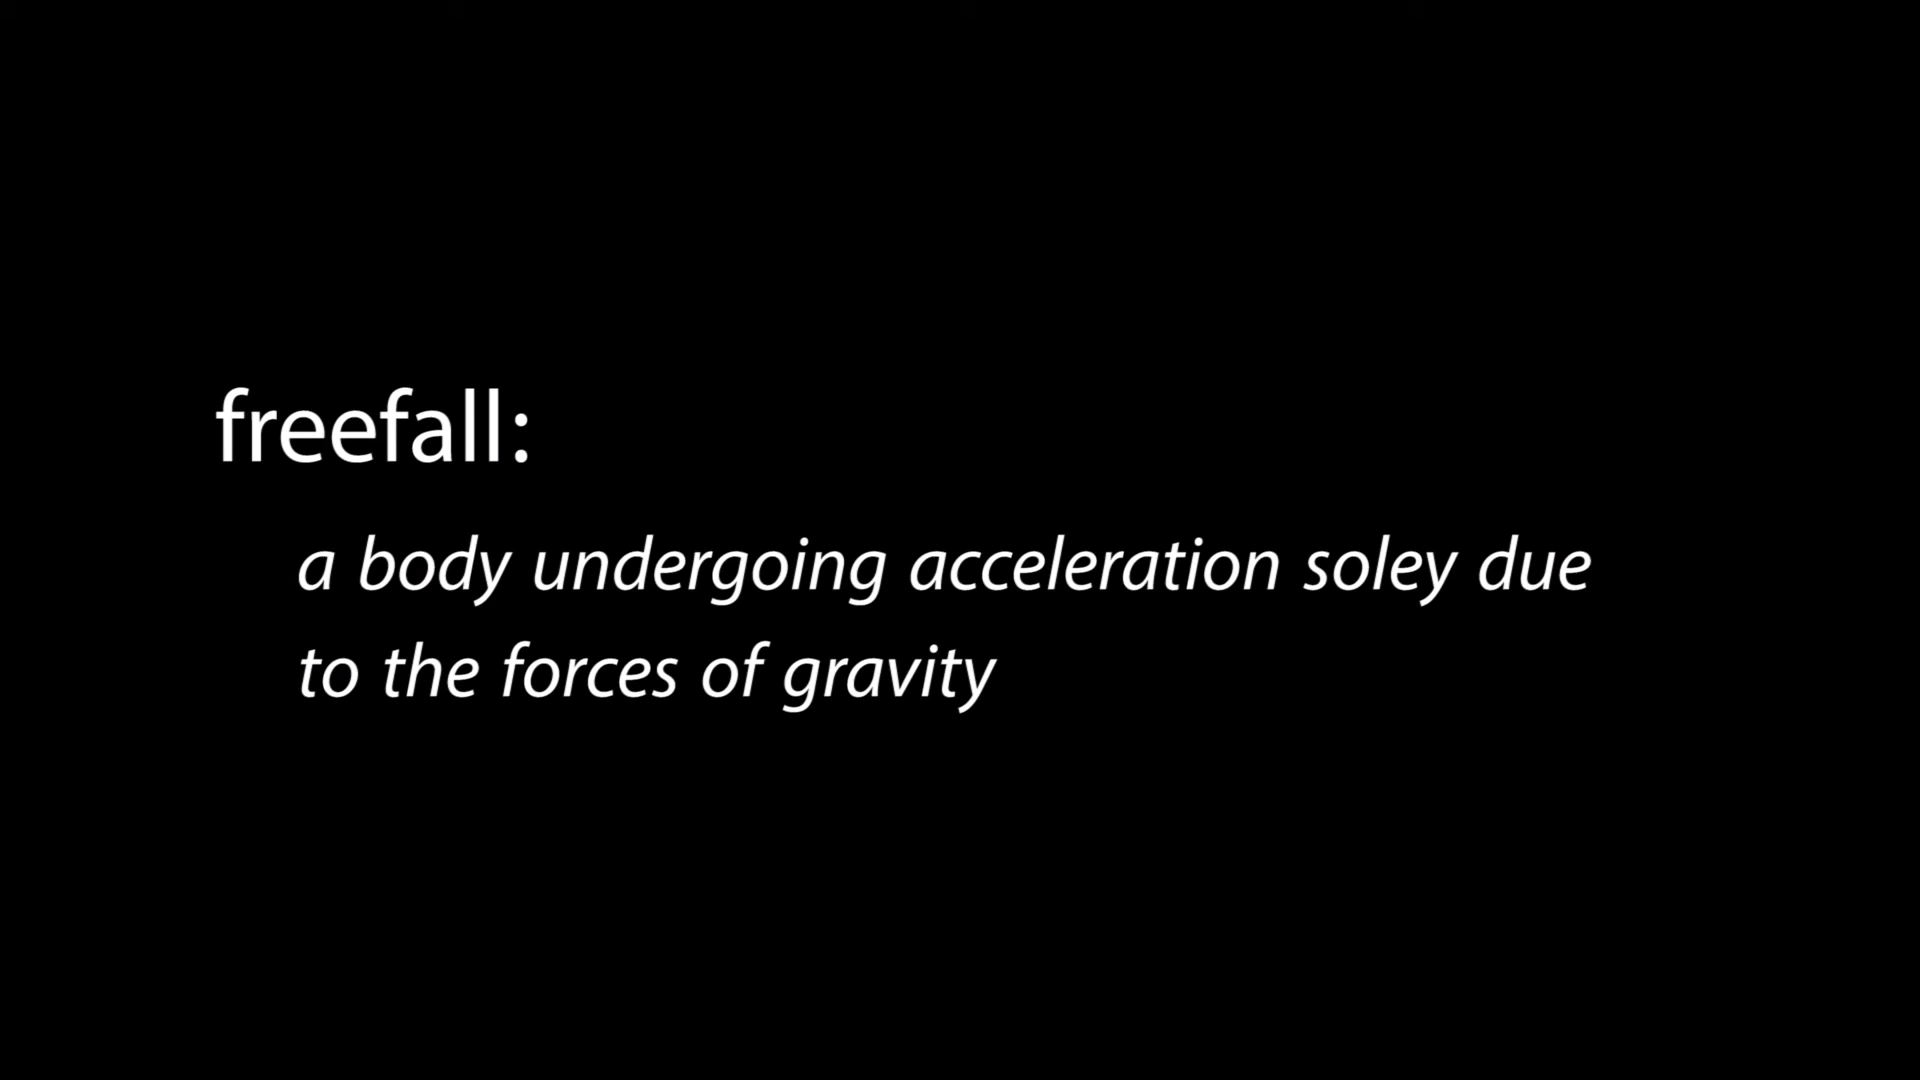 freefall:
a body undergoing acceleration soley due
to the forces of gravity